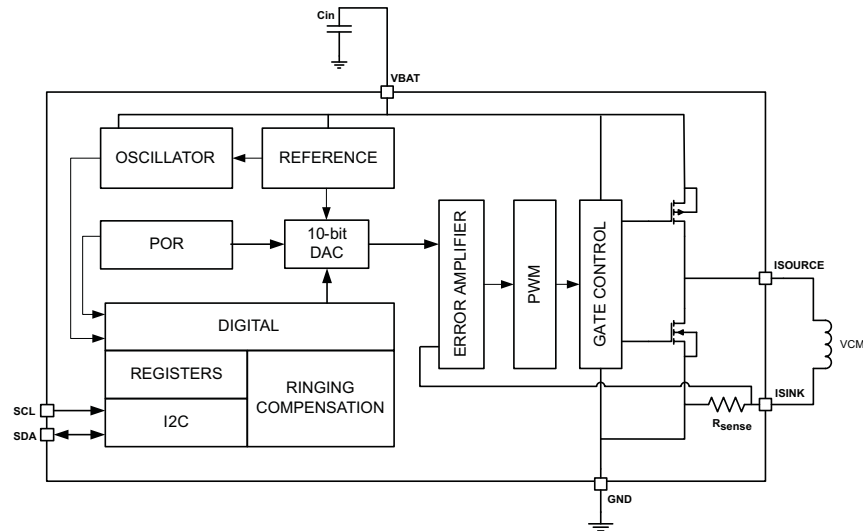 Cin
VBAT
OSCILLATOR
REFERENCE
POR
10-bit
DAC
ERROR AMPLIFIER
PWM
GATE CONTROL
ISOURCE
VCM
DIGITAL
REGISTERS
RINGING
COMPENSATION
I2C
SCL
SDA
ISINK
Rsense
GND